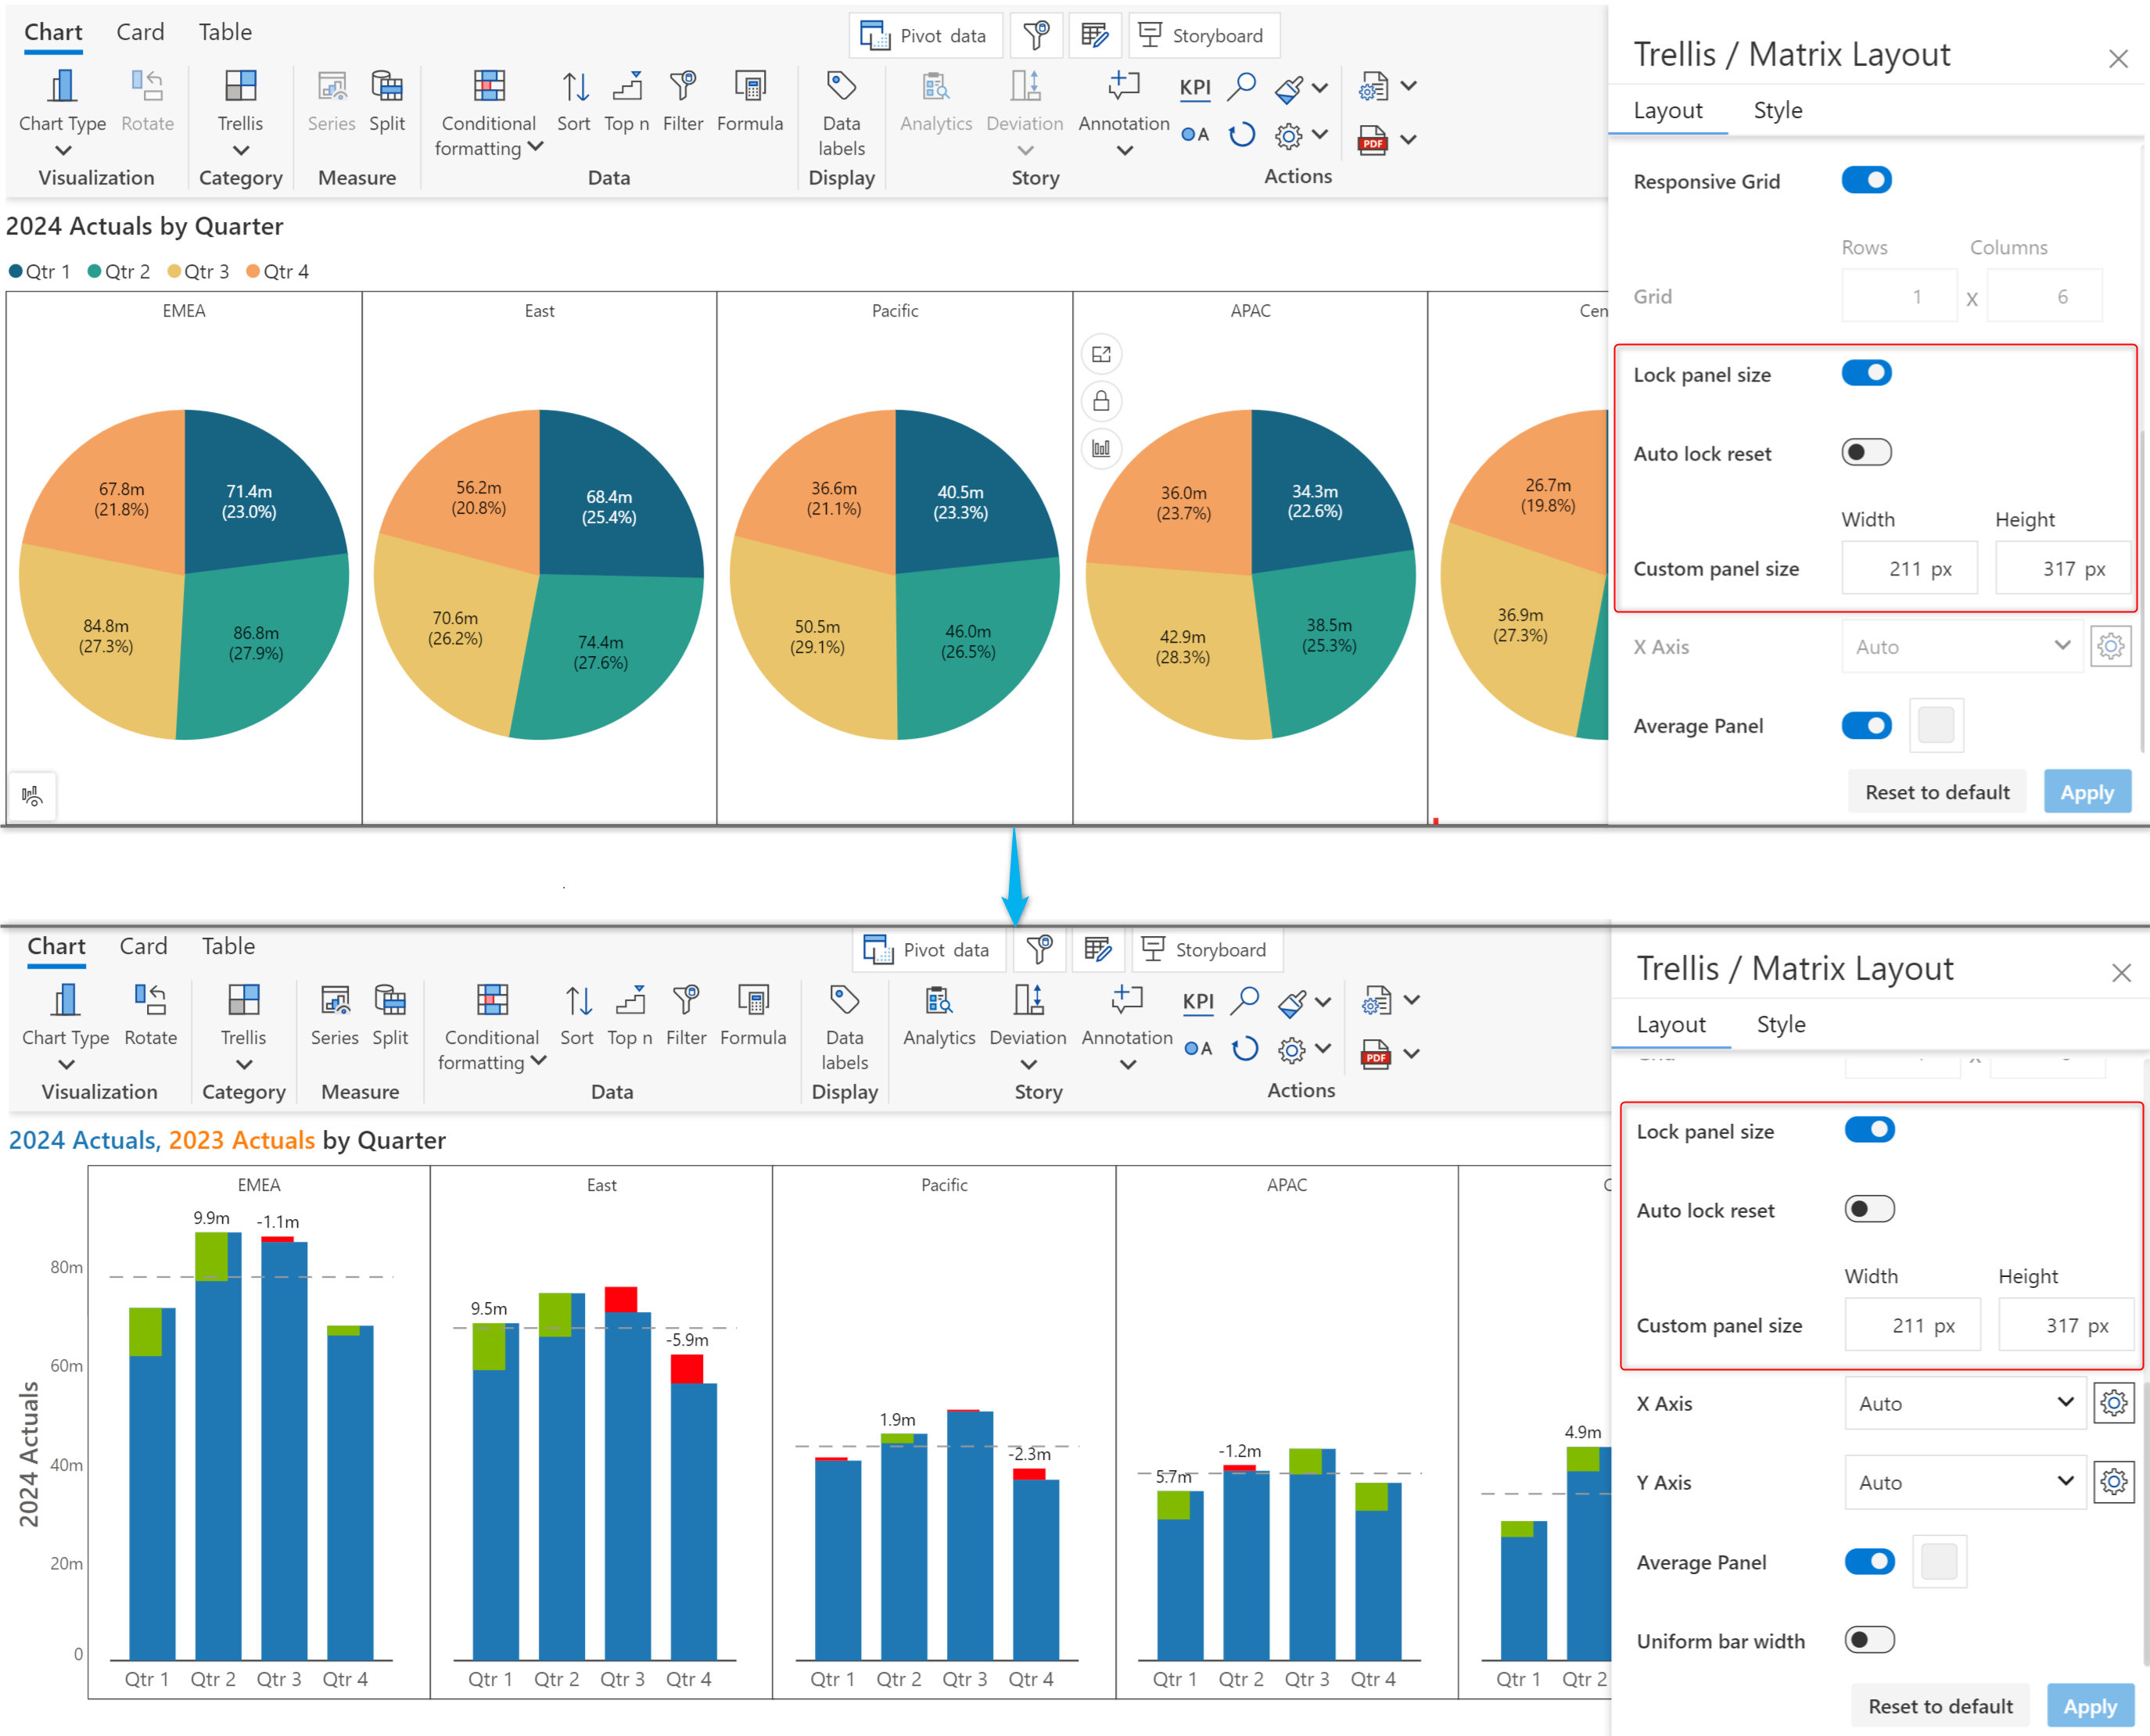 Chart Card Table
Pivot data Storyboard
Chart Type Rotate Trellis Series Split Conditional formatting Sort Top n Filter Formula Data labels Analytics Deviation Annotation KPI
A
PDF
Visualization Category Measure Data Display Story Actions
2024 Actuals by Quarter
Qtr 1 Qtr 2 Qtr 3 Qtr 4
EMEA East Pacific APAC Cen
67.8m
(21.8%)
71.4m
(23.0%)
84.8m
(27.3%)
86.8m
(27.9%)
56.2m
(20.8%)
68.4m
(25.4%)
70.6m
(26.2%)
74.4m
(27.6%)
36.6m
(21.1%)
40.5m
(23.3%)
50.5m
(29.1%)
46.0m
(26.5%)
36.0m
(23.7%)
34.3m
(22.6%)
42.9m
(28.3%)
38.5m
(25.3%)
26.7m
(19.8%)
36.9m
(27.3%)
Trellis / Matrix Layout
Layout Style
Responsive Grid
Rows Columns
Grid 1 X 6
Lock panel size
Auto lock reset
Width Height
Custom panel size 211 px 317 px
X Axis Auto
Average Panel
Reset to default Apply
Chart Card Table
Pivot data Storyboard
Chart Type Rotate Trellis Series Split Conditional formatting Sort Top n Filter Formula Data labels Analytics Deviation Annotation KPI
A
PDF
Visualization Category Measure Data Display Story Actions
2024 Actuals, 2023 Actuals by Quarter
EMEA East Pacific APAC
2024 Actuals
80m
60m
40m
20m
0
9.9m -1.1m
9.5m -5.9m
1.9m -2.3m
5.7m -1.2m
4.9m
Qtr 1 Qtr 2 Qtr 3 Qtr 4 Qtr 1 Qtr 2 Qtr 3 Qtr 4 Qtr 1 Qtr 2 Qtr 3 Qtr 4 Qtr 1 Qtr 2 Qtr 3 Qtr 4 Qtr 1 Qtr 2
Trellis / Matrix Layout
Layout Style
Lock panel size
Auto lock reset
Width Height
Custom panel size 211 px 317 px
X Axis Auto
Y Axis Auto
Average Panel
Uniform bar width
Reset to default Apply